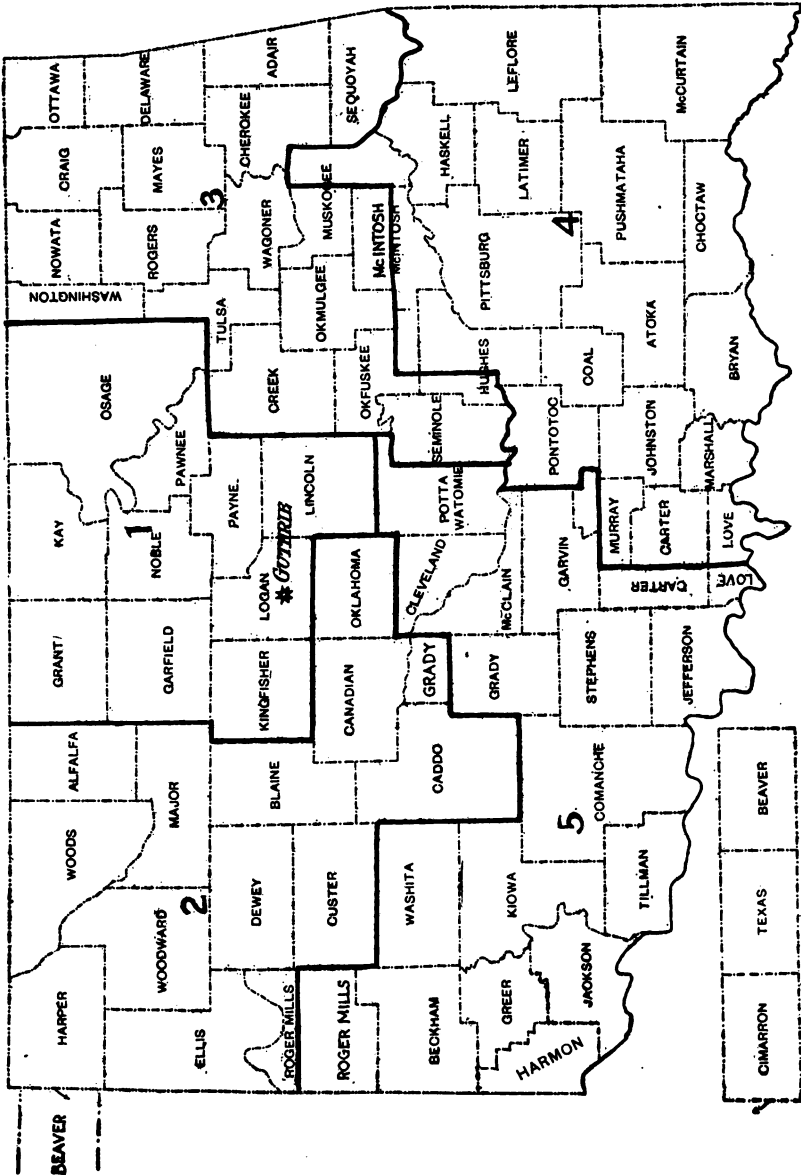 BEAVER
HARPER
WOODS
ALFALFA
GRANT
KAY
OSAGE
WASHINGTON
NOWATA
CRAIG
OTTAWA
ELLIS
WOODWARD
MAJOR
GARFIELD
NOBLE
1
PAWNEE
ROGERS
MAYES
DELAWARE
2
3
ROGER MILLS
DEWEY
BLAINE
KINGFISHER
LOGAN
* GUTHRIE
PAYNE
CREEK
TULSA
WAGONER
CHEROKEE
ADAIR
ROGER MILLS
CUSTER
CANADIAN
OKLAHOMA
LINCOLN
OKFUSKEE
OKMULGEE
MUSKOGEE
SEQUOYAH
McINTOSH
McINTOSH
BECKHAM
WASHITA
CADDO
GRADY
CLEVELAND
POTTA
WATOMIE
SEMINOLE
HUGHES
PITTSBURG
HASKELL
LEFLORE
LATIMER
GREER
KIOWA
GRADY
McCLAIN
HARMON
JACKSON
5
COMANCHE
STEPHENS
GARVIN
PONTOTOC
COAL
4
TILLMAN
JEFFERSON
CARTER
MURRAY
CARTER
JOHNSTON
ATOKA
PUSHMATAHA
McCURTAIN
LOVE
LOVE
MARSHALL
BRYAN
CHOCTAW
CIMARRON
TEXAS
BEAVER